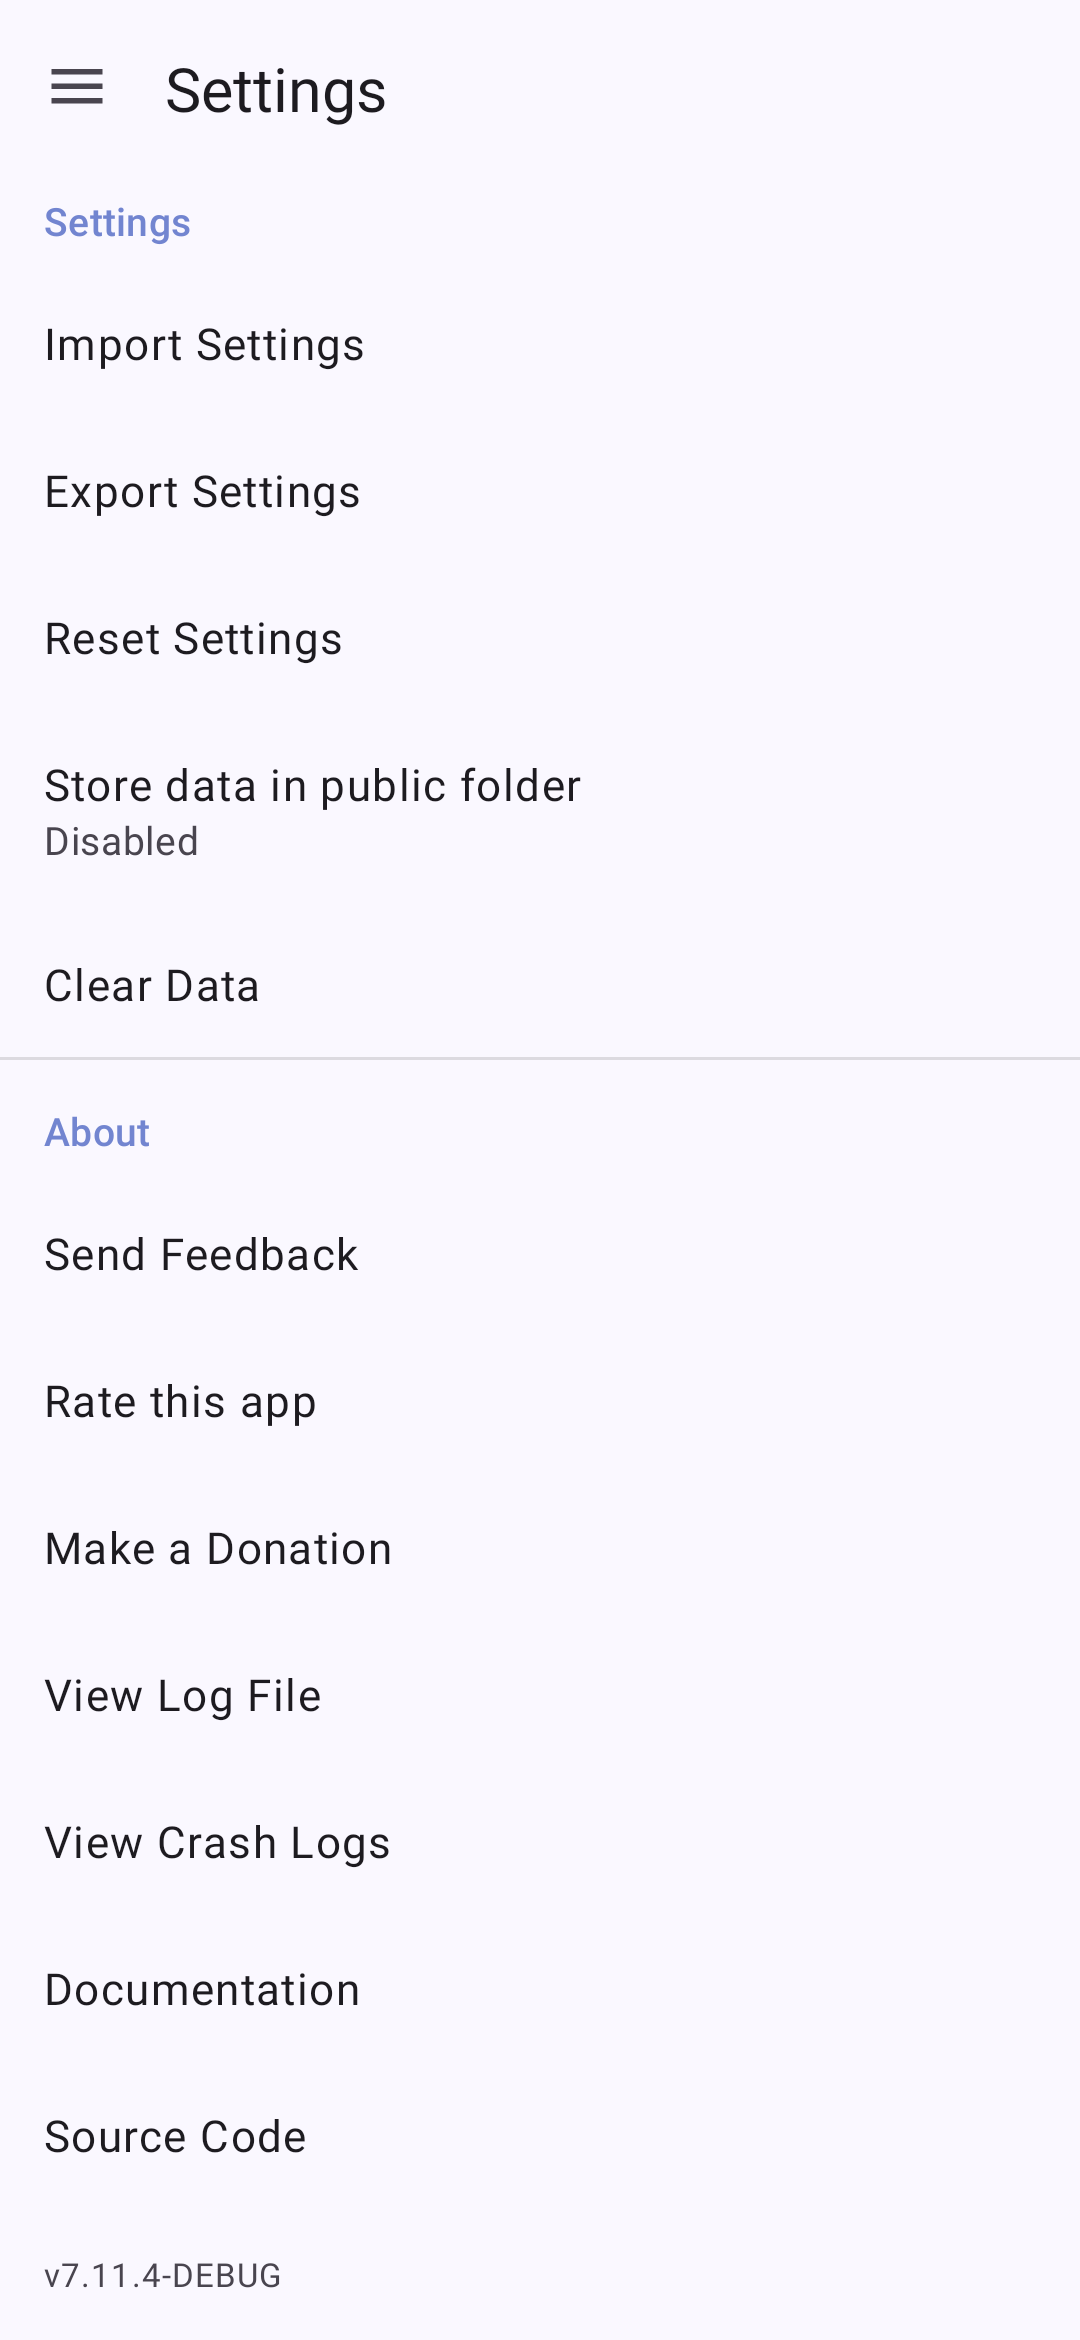 Settings
Settings
Import Settings
Export Settings
Reset Settings
Store data in public folder
Disabled
Clear Data
About
Send Feedback
Rate this app
Make a Donation
View Log File
View Crash Logs
Documentation
Source Code
v7.11.4-DEBUG